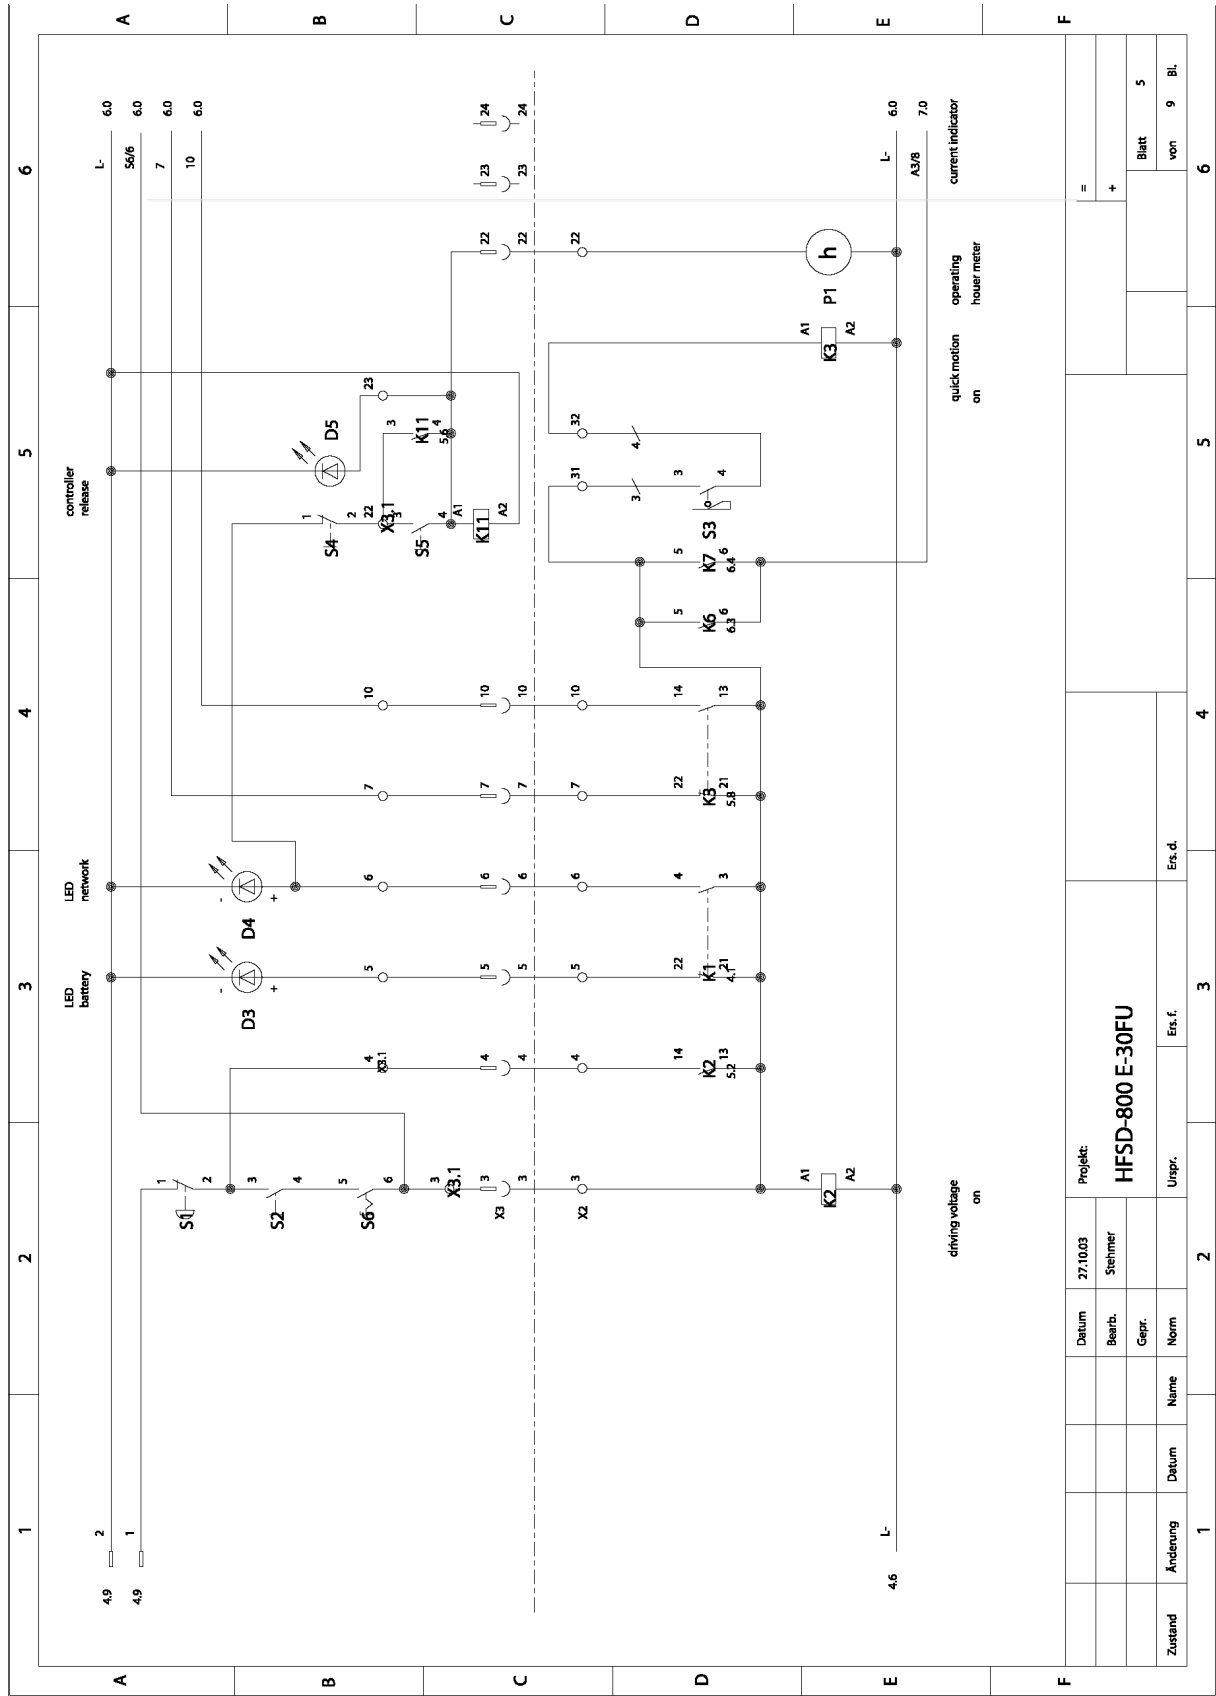 1 2 3 4 5 6
A
B
C
D
E
F
4.9 2
4.9 1
LED
battery
LED
network
controller
release
L- 6.0
S6/6 6.0
7 6.0
10 6.0
S1 1 2
S2 3 4
S6 5 6
3 X3.1
X3 3 3
X2 3
4 X3.1
4 4
4
D3 - +
5
5 5
5
D4 - +
6
6 6
6
7
7 7
7
10
10 10
10
S4 1 2
22 X3.1
S5 3 4
K11 A1 A2
D5
23
K11 3 4
5.6
22 22
22
23 23
24 24
K2 14 13
5.2
K1 22 21
4.1
4 3
K3 22 21
5.8
14 13
K6 5 6
6.3
K7 5 6
6.4
S3 3 4
31
3
32
4
K2 A1 A2
K3 A1 A2
P1 h
4.6 L-
L- 6.0
A3/8 7.0
driving voltage
on
quick motion
on
operating
houer meter
current indicator
Zustand Änderung Datum Name
Datum 27.10.03
Bearb. Stehmer
Gepr.
Norm
Projekt:
HFSD-800 E-30FU
Urspr. Ers. f. Ers. d.
=
+
Blatt 5
von 9 Bl.
A
B
C
D
E
F
1 2 3 4 5 6